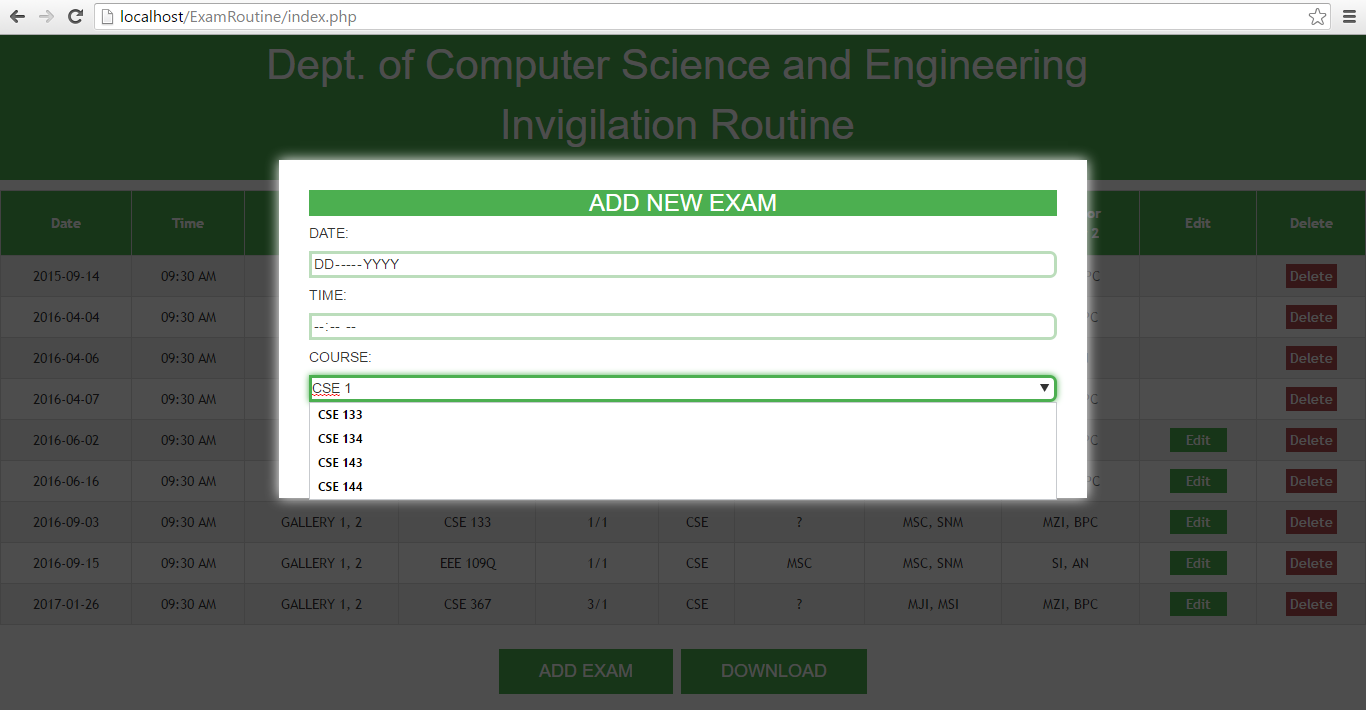 localhost/ExamRoutine/index.php
Dept. of Computer Science and Engineering
Invigilation Routine
ADD NEW EXAM
DATE:
DD-----YYYY
TIME:
--:-- --
COURSE:
CSE 1
CSE 133
CSE 134
CSE 143
CSE 144
Date Time or 2 Edit Delete
2015-09-14 09:30 AM PC Delete
2016-04-04 09:30 AM PC Delete
2016-04-06 09:30 AM Delete
2016-04-07 09:30 AM PC Delete
2016-06-02 09:30 AM PC Edit Delete
2016-06-16 09:30 AM PC Edit Delete
2016-09-03 09:30 AM GALLERY 1, 2 CSE 133 1/1 CSE ? MSC, SNM MZI, BPC Edit Delete
2016-09-15 09:30 AM GALLERY 1, 2 EEE 109Q 1/1 CSE MSC MSC, SNM SI, AN Edit Delete
2017-01-26 09:30 AM GALLERY 1, 2 CSE 367 3/1 CSE ? MJI, MSI MZI, BPC Edit Delete
ADD EXAM DOWNLOAD